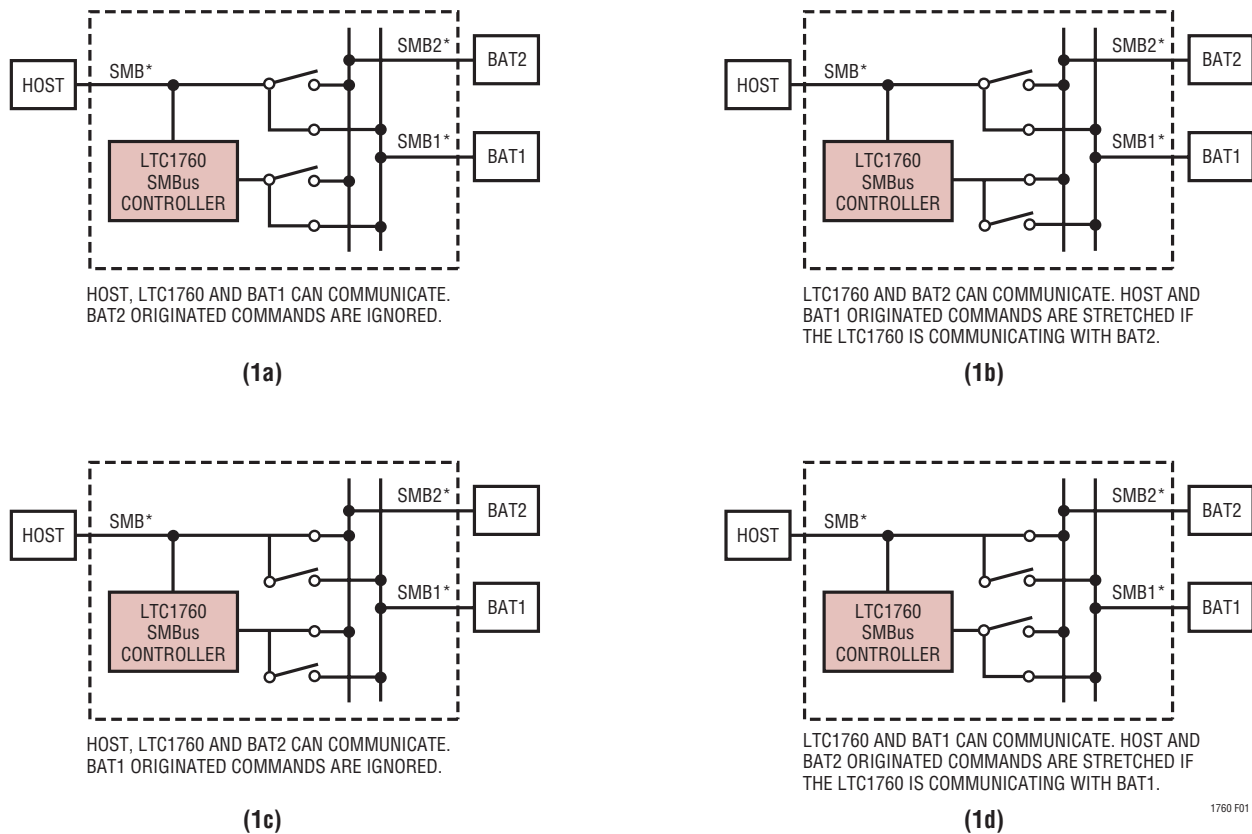 SMB2*
BAT2
HOST
SMB*
SMB1*
BAT1
LTC1760
SMBus
CONTROLLER
HOST, LTC1760 AND BAT1 CAN COMMUNICATE.
BAT2 ORIGINATED COMMANDS ARE IGNORED.
(1a)
SMB2*
BAT2
HOST
SMB*
SMB1*
BAT1
LTC1760
SMBus
CONTROLLER
LTC1760 AND BAT2 CAN COMMUNICATE. HOST AND
BAT1 ORIGINATED COMMANDS ARE STRETCHED IF
THE LTC1760 IS COMMUNICATING WITH BAT2.
(1b)
SMB2*
BAT2
HOST
SMB*
SMB1*
BAT1
LTC1760
SMBus
CONTROLLER
HOST, LTC1760 AND BAT2 CAN COMMUNICATE.
BAT1 ORIGINATED COMMANDS ARE IGNORED.
(1c)
SMB2*
BAT2
HOST
SMB*
SMB1*
BAT1
LTC1760
SMBus
CONTROLLER
LTC1760 AND BAT1 CAN COMMUNICATE. HOST AND
BAT2 ORIGINATED COMMANDS ARE STRETCHED IF
THE LTC1760 IS COMMUNICATING WITH BAT1.
(1d)
1760 F01